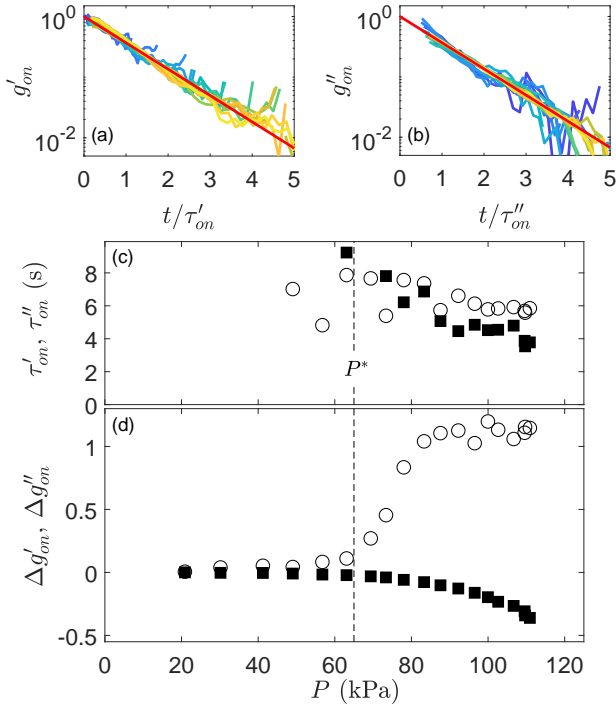 10^0
g'_on
10^-2
(a)
0 1 2 3 4 5
t/τ'_on
10^0
g''_on
10^-2
(b)
0 1 2 3 4 5
t/τ''_on
(c)
8
6
4
2
0
τ'_on, τ''_on (s)
P*
(d)
1
0.5
0
-0.5
Δg'_on, Δg''_on
0 20 40 60 80 100 120
P (kPa)